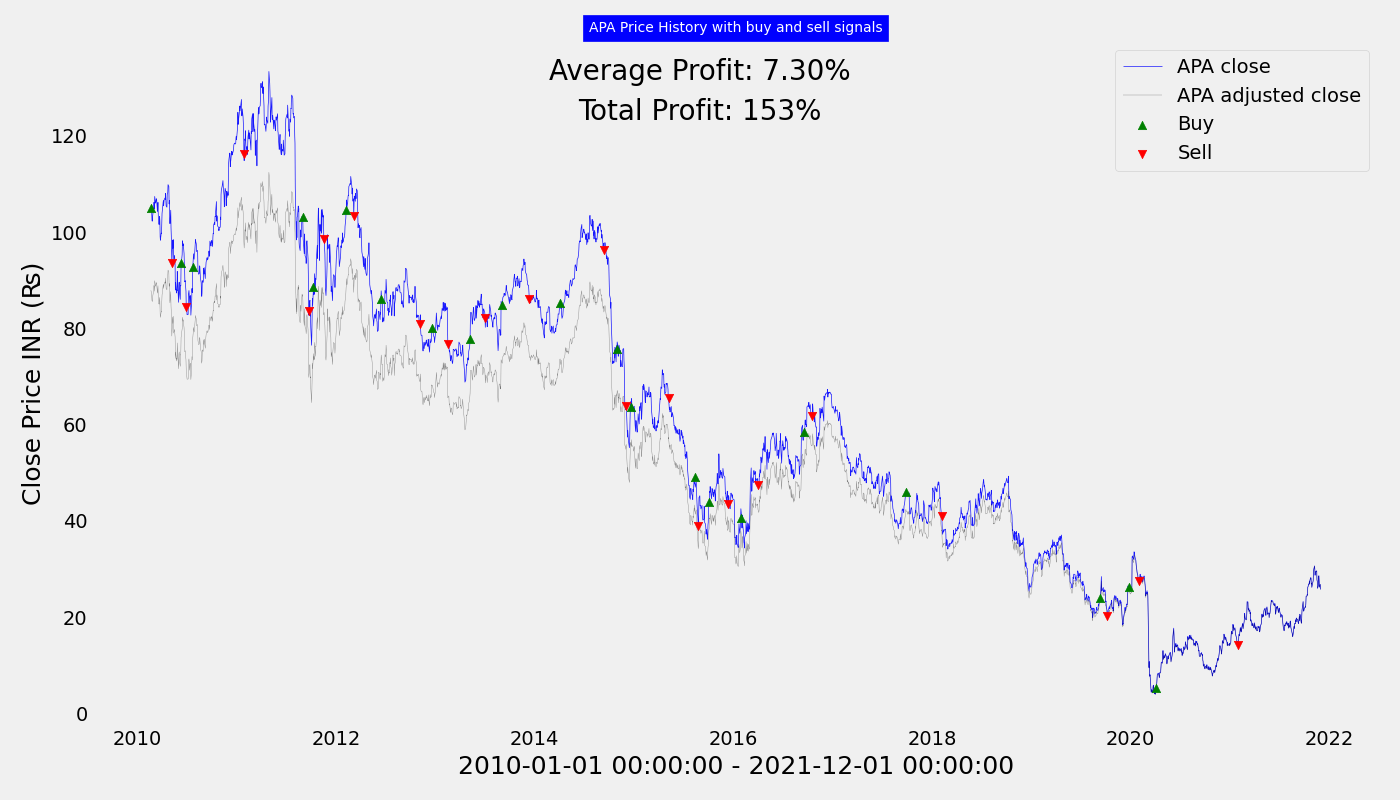 APA Price History with buy and sell signals
Average Profit: 7.30%
Total Profit: 153%
APA close
APA adjusted close
Buy
Sell
Close Price INR (Rs)
120
100
80
60
40
20
0
2010 2012 2014 2016 2018 2020 2022
2010-01-01 00:00:00 - 2021-12-01 00:00:00